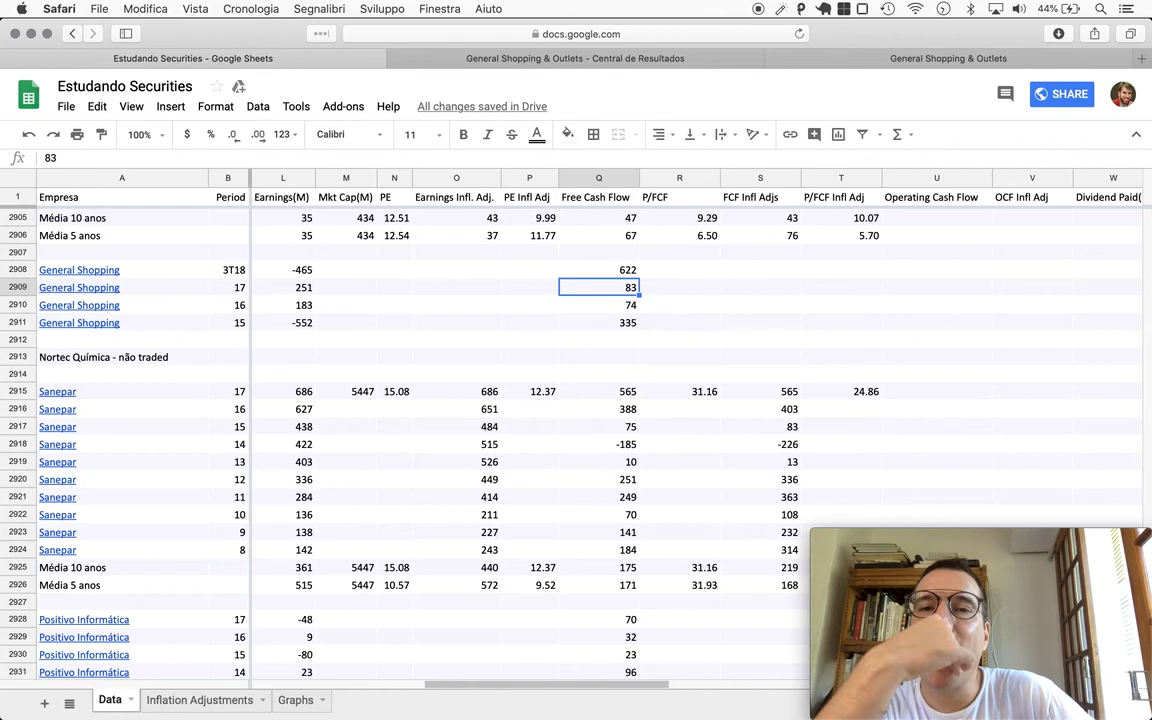 Safari File Modifica Vista Cronologia Segnalibri Sviluppo Finestra Aiuto 44%
docs.google.com
Estudando Securities - Google Sheets General Shopping & Outlets - Central de Resultados General Shopping & Outlets
Estudando Securities
File Edit View Insert Format Data Tools Add-ons Help All changes saved in Drive SHARE
100% $ % .0 .00 123 Calibri 11 B I S A
fx 83
A B L M N O P Q R S T U V W
1 Empresa Period Earnings(M) Mkt Cap(M) PE Earnings Infl. Adj. PE Infl Adj Free Cash Flow P/FCF FCF Infl Adjs P/FCF Infl Adj Operating Cash Flow OCF Infl Adj Dividend Paid(
2905 Média 10 anos 35 434 12.51 43 9.99 47 9.29 43 10.07
2906 Média 5 anos 35 434 12.54 37 11.77 67 6.50 76 5.70
2907
2908 General Shopping 3T18 -465 622
2909 General Shopping 17 251 83
2910 General Shopping 16 183 74
2911 General Shopping 15 -552 335
2912
2913 Nortec Química - não traded
2914
2915 Sanepar 17 686 5447 15.08 686 12.37 565 31.16 565 24.86
2916 Sanepar 16 627 651 388 403
2917 Sanepar 15 438 484 75 83
2918 Sanepar 14 422 515 -185 -226
2919 Sanepar 13 403 526 10 13
2920 Sanepar 12 336 449 251 336
2921 Sanepar 11 284 414 249 363
2922 Sanepar 10 136 211 70 108
2923 Sanepar 9 138 227 141 232
2924 Sanepar 8 142 243 184 314
2925 Média 10 anos 361 5447 15.08 440 12.37 175 31.16 219
2926 Média 5 anos 515 5447 10.57 572 9.52 171 31.93 168
2927
2928 Positivo Informática 17 -48 70
2929 Positivo Informática 16 9 32
2930 Positivo Informática 15 -80 23
2931 Positivo Informática 14 23 96
Data Inflation Adjustments Graphs